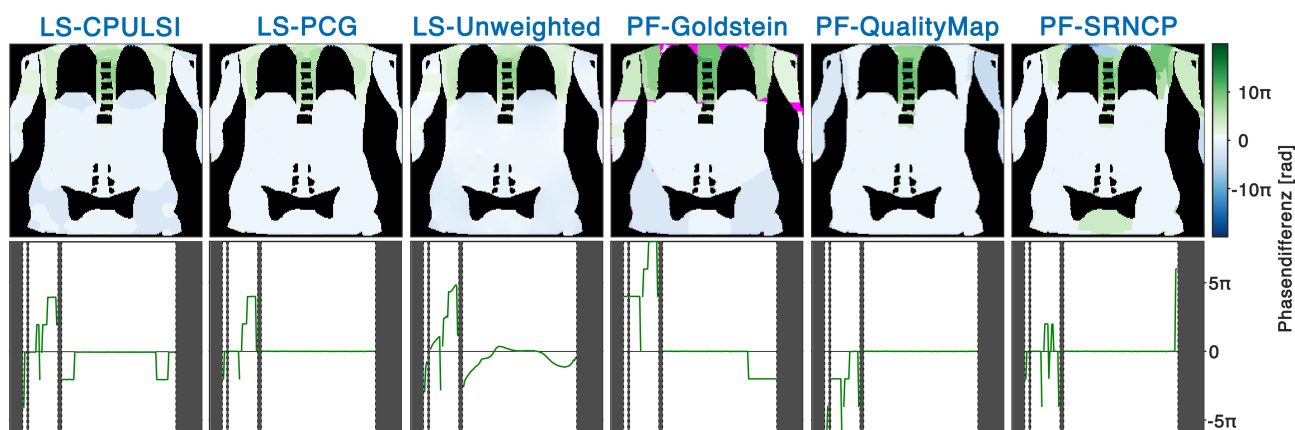 LS-CPULSI LS-PCG LS-Unweighted PF-Goldstein PF-QualityMap PF-SRNCP
10π
0
-10π
Phasendifferenz [rad]
5π
0
-5π